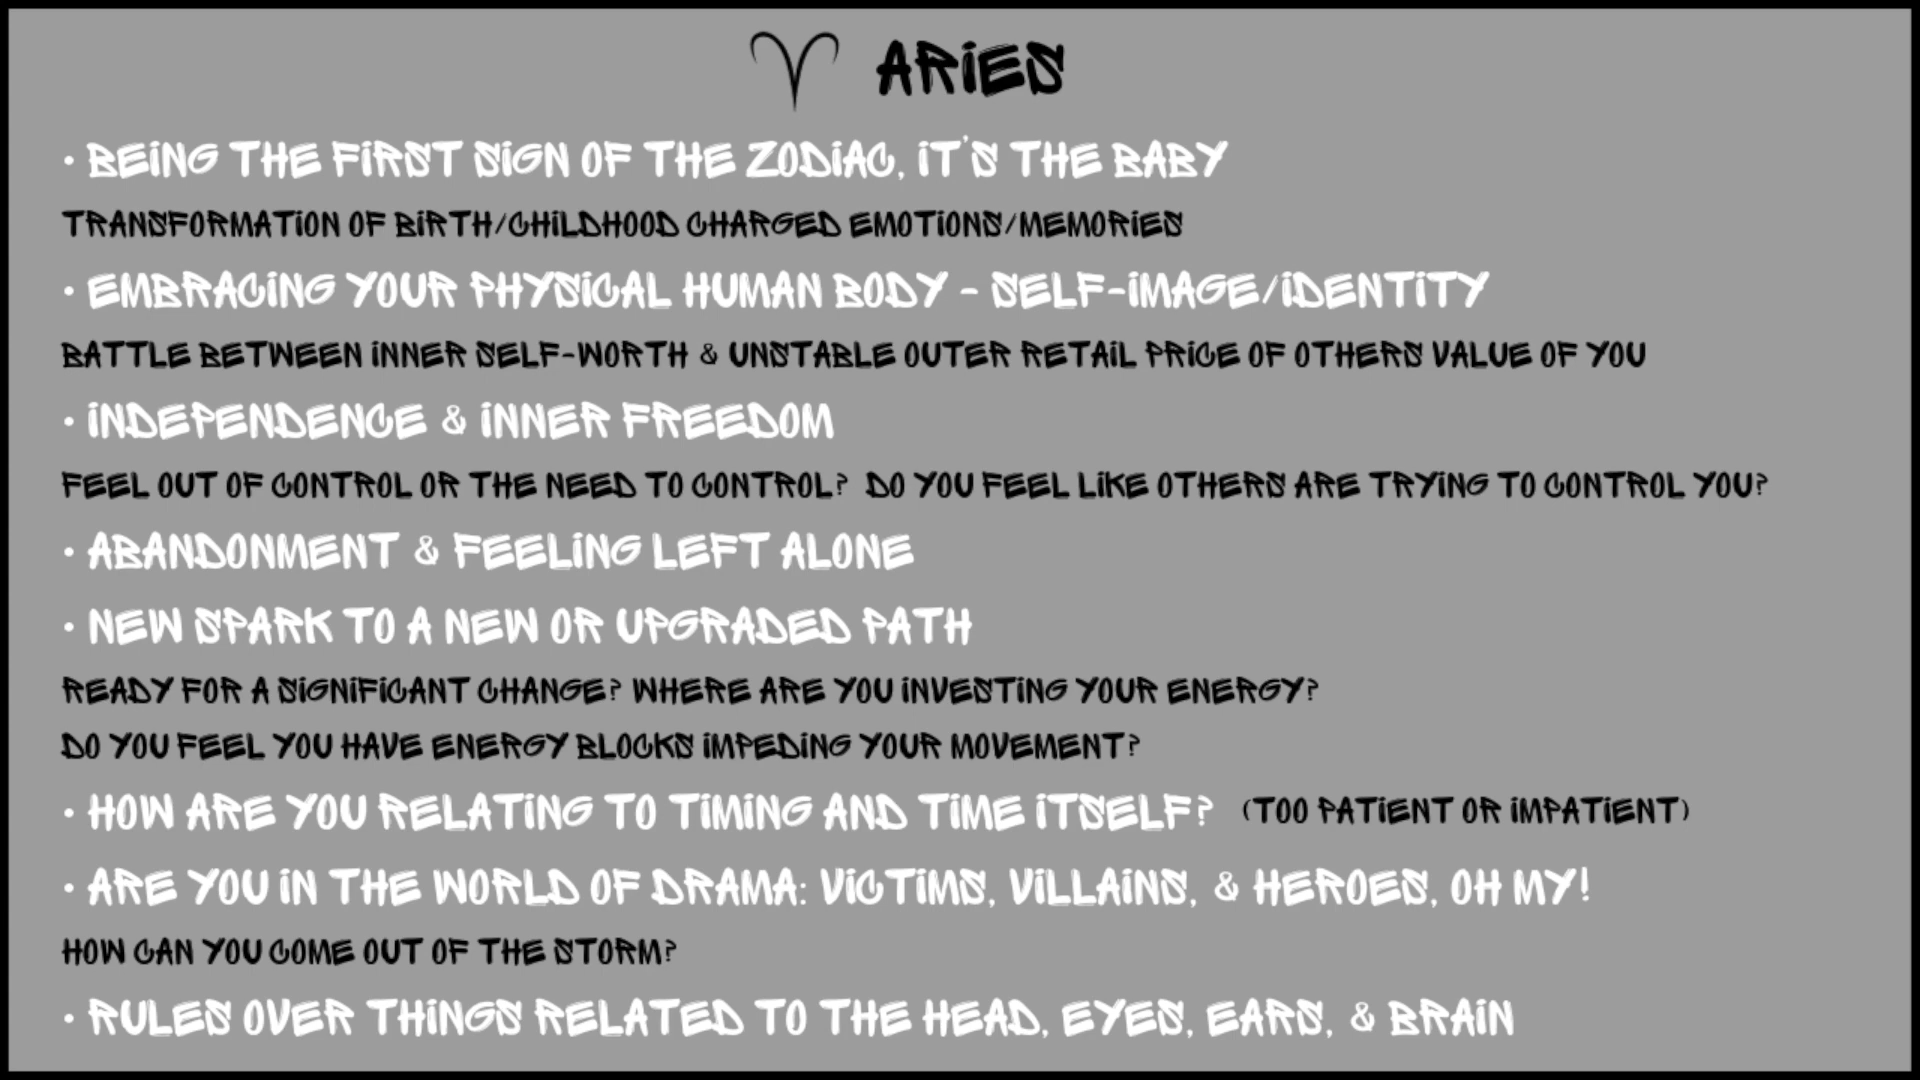 ♈ ARIES
• BEING THE FIRST SIGN OF THE ZODIAC, IT'S THE BABY
TRANSFORMATION OF BIRTH/CHILDHOOD CHARGED EMOTIONS/MEMORIES
• EMBRACING YOUR PHYSICAL HUMAN BODY - SELF-IMAGE/IDENTITY
BATTLE BETWEEN INNER SELF-WORTH & UNSTABLE OUTER RETAIL PRICE OF OTHERS VALUE OF YOU
• INDEPENDENCE & INNER FREEDOM
FEEL OUT OF CONTROL OR THE NEED TO CONTROL? DO YOU FEEL LIKE OTHERS ARE TRYING TO CONTROL YOU?
• ABANDONMENT & FEELING LEFT ALONE
• NEW SPARK TO A NEW OR UPGRADED PATH
READY FOR A SIGNIFICANT CHANGE? WHERE ARE YOU INVESTING YOUR ENERGY?
DO YOU FEEL YOU HAVE ENERGY BLOCKS IMPEDING YOUR MOVEMENT?
• HOW ARE YOU RELATING TO TIMING AND TIME ITSELF? (TOO PATIENT OR IMPATIENT)
• ARE YOU IN THE WORLD OF DRAMA: VICTIMS, VILLAINS, & HEROES, OH MY!
HOW CAN YOU COME OUT OF THE STORM?
• RULES OVER THINGS RELATED TO THE HEAD, EYES, EARS, & BRAIN